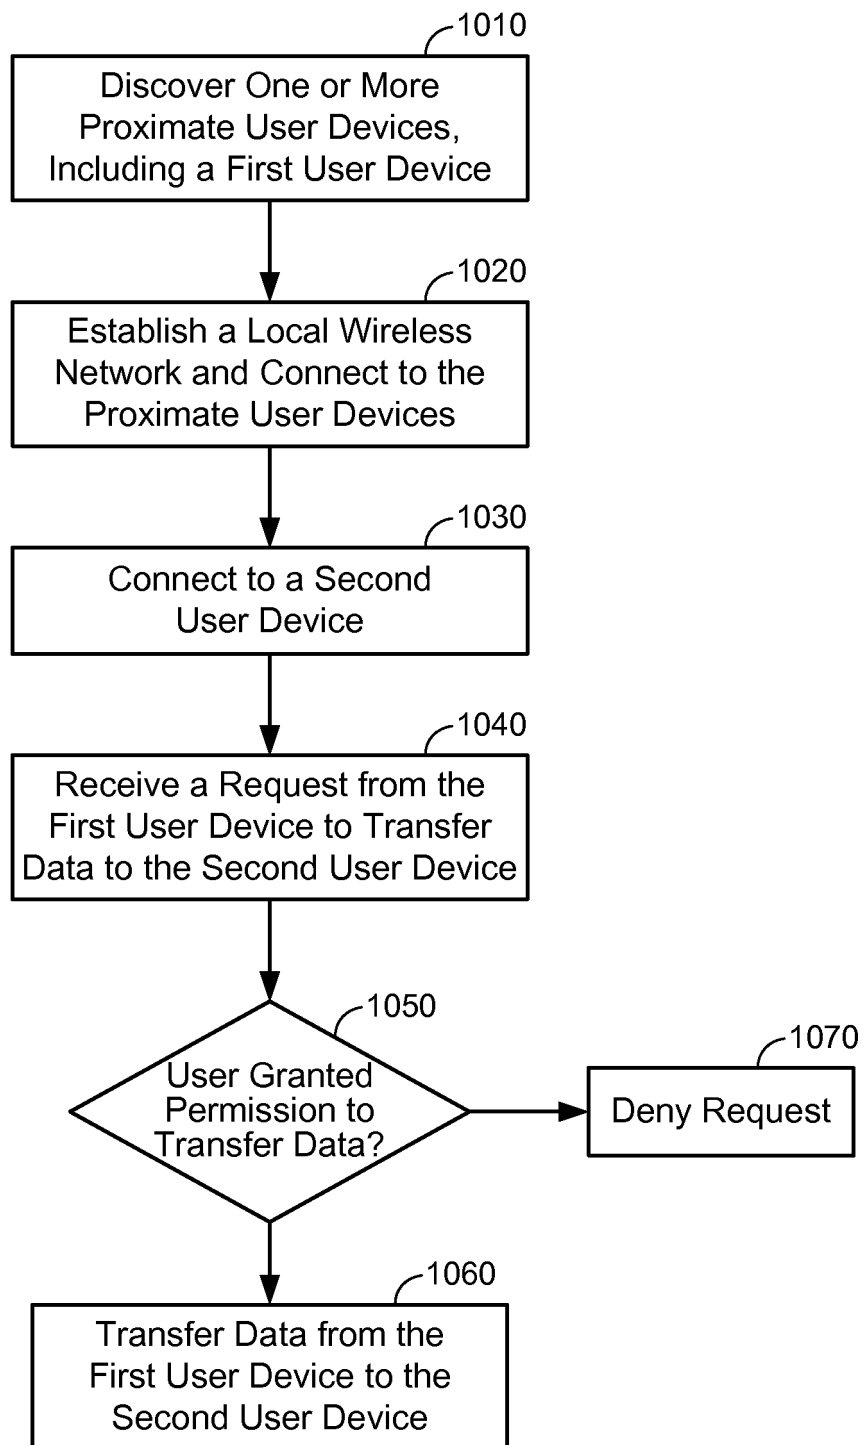 1010
Discover One or More
Proximate User Devices,
Including a First User Device
1020
Establish a Local Wireless
Network and Connect to the
Proximate User Devices
1030
Connect to a Second
User Device
1040
Receive a Request from the
First User Device to Transfer
Data to the Second User Device
1050
User Granted
Permission to
Transfer Data?
1070
Deny Request
1060
Transfer Data from the
First User Device to the
Second User Device